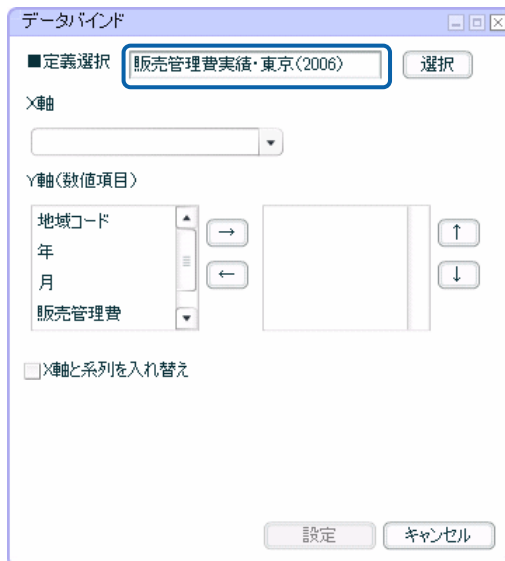 データバインド
■定義選択 販売管理費実績・東京(2006) 選択
X軸
Y軸(数値項目)
地域コード
年
月
販売管理費
→
←
↑
↓
X軸と系列を入れ替え
設定 キャンセル